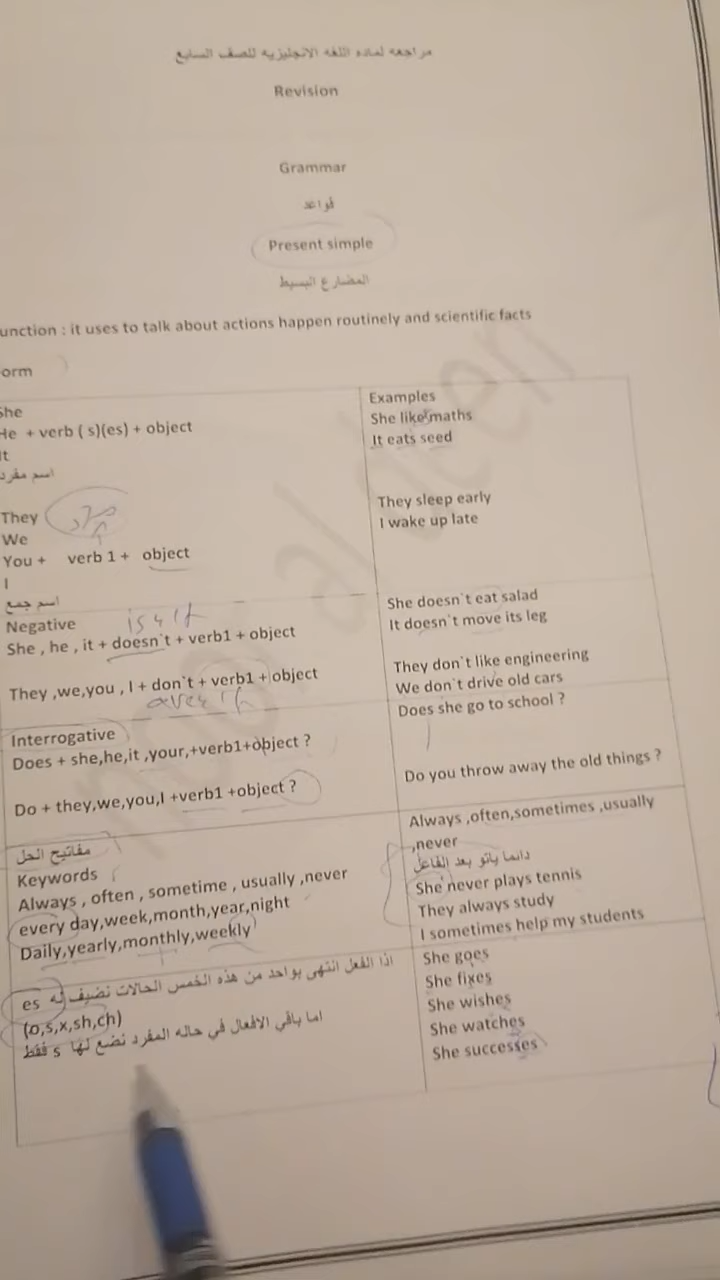 مراجعه لماده اللغه الانجليزيه للصف السابع
Revision
Grammar
قواعد
Present simple
المضارع البسيط
unction : it uses to talk about actions happen routinely and scientific facts
orm
She
He + verb ( s)(es) + object
It
اسم مفرد
They
We
You + verb 1 + object
I
اسم جمع
Examples
She like maths
It eats seed
They sleep early
I wake up late
Negative
She , he , it + doesn`t + verb1 + object
They ,we,you , I + don`t + verb1 + object
She doesn`t eat salad
It doesn`t move its leg
They don`t like engineering
We don`t drive old cars
Interrogative
Does + she,he,it ,your,+verb1+object ?
Do + they,we,you,I +verb1 +object ?
Does she go to school ?
Do you throw away the old things ?
مفاتيح الحل
Keywords
Always , often , sometime , usually ,never
every day,week,month,year,night
Daily,yearly,monthly,weekly
Always ,often,sometimes ,usually
,never
دائما ياتو بعد الفاعل
She never plays tennis
They always study
I sometimes help my students
اذا الفعل انتهى بواحد من هذه الخمس الحالات نضيف له es
(o,s,x,sh,ch)
اما باقي الافعال في حاله المفرد نضع لها s فقط
She goes
She fixes
She wishes
She watches
She successes